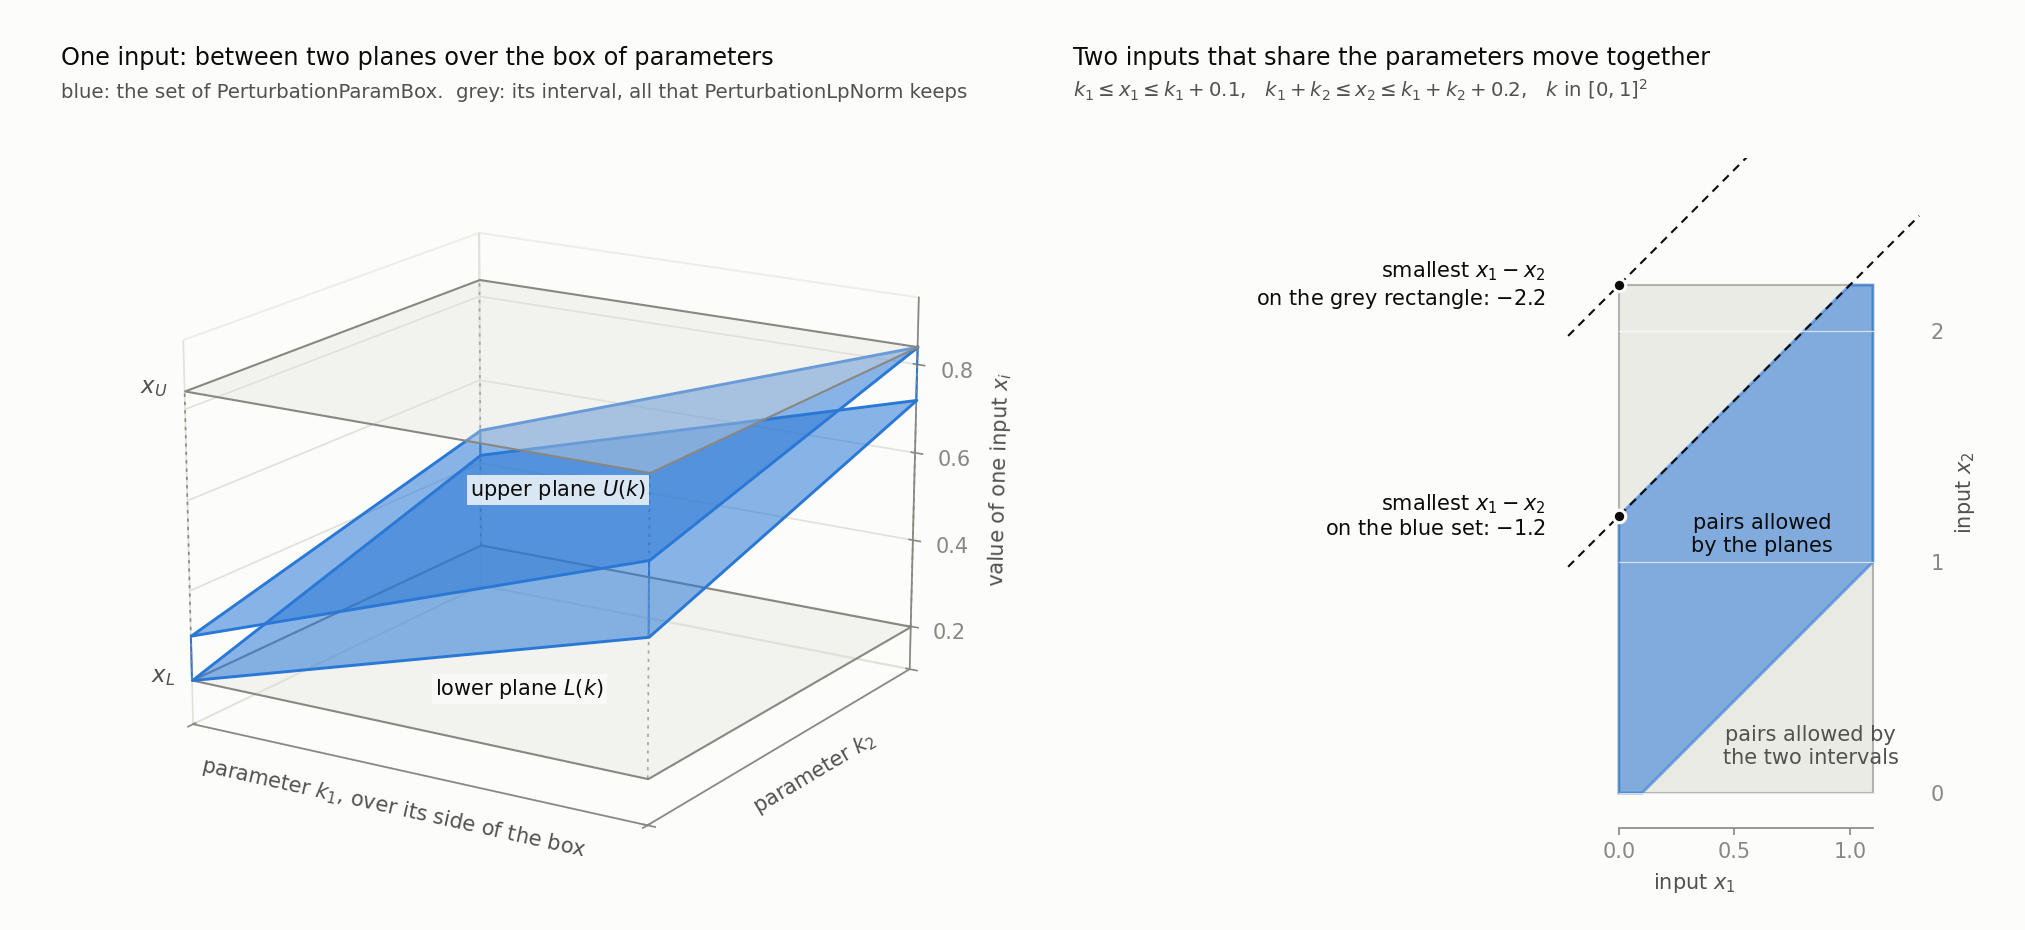 One input: between two planes over the box of parameters
blue: the set of PerturbationParamBox.  grey: its interval, all that PerturbationLpNorm keeps
x_U
x_L
upper plane U(k)
lower plane L(k)
0.8
0.6
0.4
0.2
value of one input x_i
parameter k_1, over its side of the box
parameter k_2
Two inputs that share the parameters move together
k_1 ≤ x_1 ≤ k_1 + 0.1,   k_1 + k_2 ≤ x_2 ≤ k_1 + k_2 + 0.2,   k in [0, 1]^2
smallest x_1 − x_2
on the grey rectangle: −2.2
smallest x_1 − x_2
on the blue set: −1.2
pairs allowed
by the planes
pairs allowed by
the two intervals
2
1
0
input x_2
0.0
0.5
1.0
input x_1